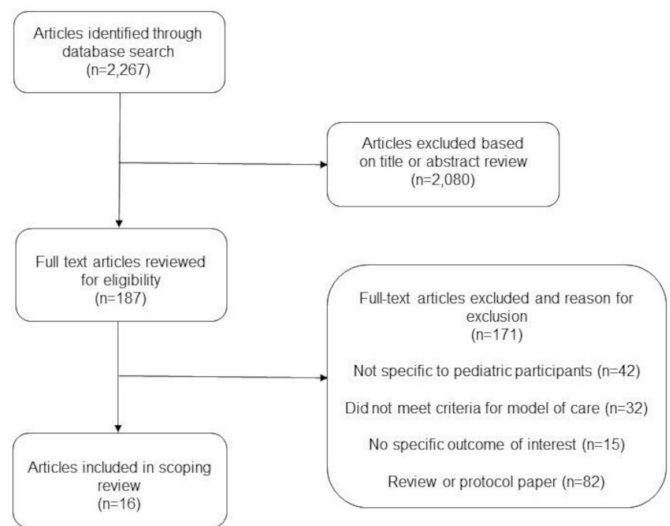 Articles identified through
database search
(n=2,267)
Articles excluded based
on title or abstract review
(n=2,080)
Full text articles reviewed
for eligibility
(n=187)
Full-text articles excluded and reason for
exclusion
(n=171)
Not specific to pediatric participants (n=42)
Did not meet criteria for model of care (n=32)
No specific outcome of interest (n=15)
Review or protocol paper (n=82)
Articles included in scoping
review
(n=16)